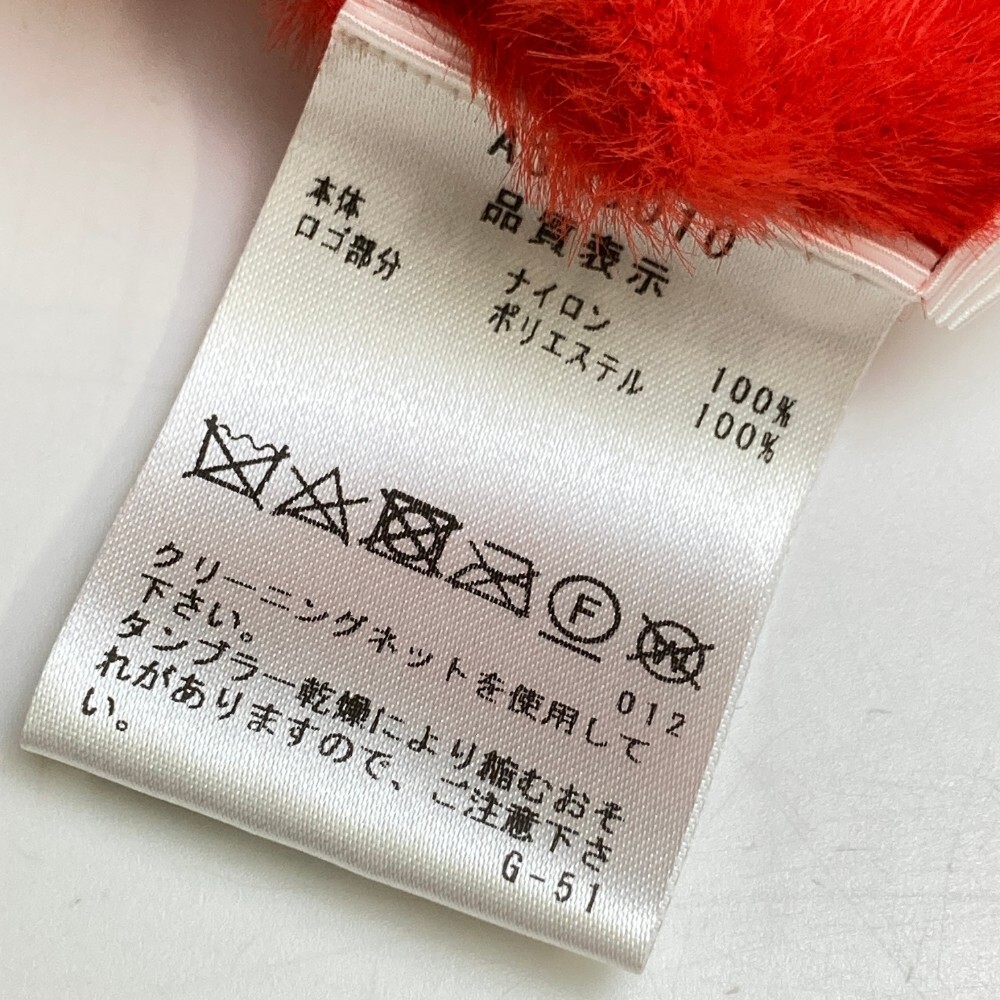 品質表示
本体 ナイロン 100%
ロゴ部分 ポリエステル 100%
F
W
012
クリーニングネットを使用して
下さい。
タンブラー乾燥により縮むおそ
れがありますので、ご注意下さ
い。
G-51